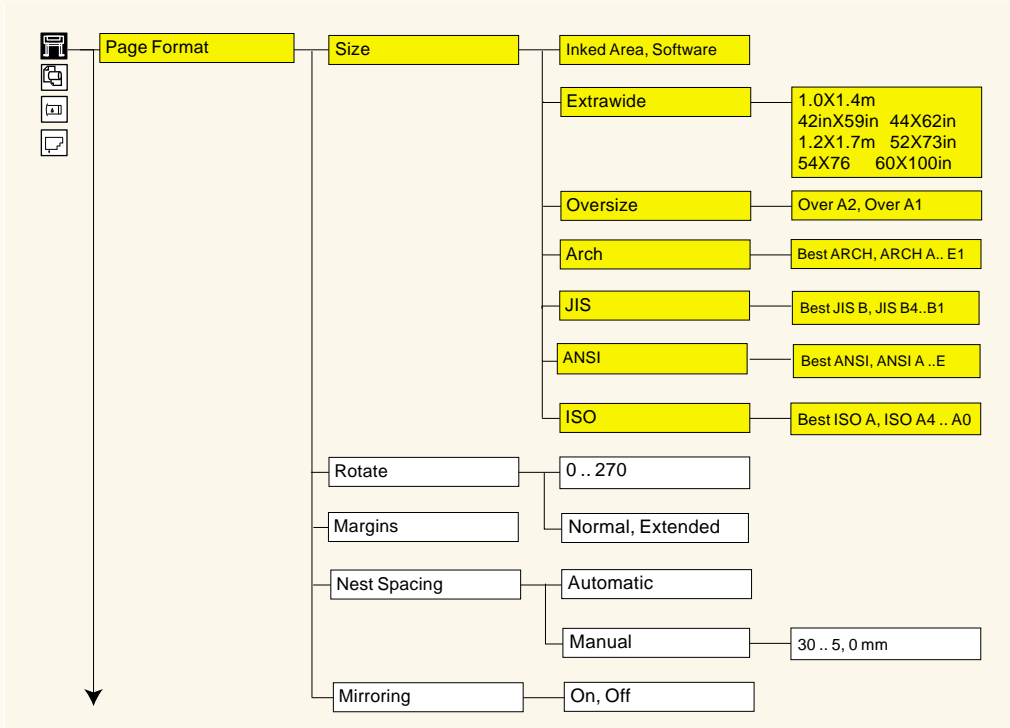 Page Format
Size
Inked Area, Software
Extrawide
1.0X1.4m
42inX59in 44X62in
1.2X1.7m 52X73in
54X76 60X100in
Oversize
Over A2, Over A1
Arch
Best ARCH, ARCH A.. E1
JIS
Best JIS B, JIS B4..B1
ANSI
Best ANSI, ANSI A ..E
ISO
Best ISO A, ISO A4 .. A0
Rotate
0 .. 270
Margins
Normal, Extended
Nest Spacing
Automatic
Manual
30 .. 5, 0 mm
Mirroring
On, Off